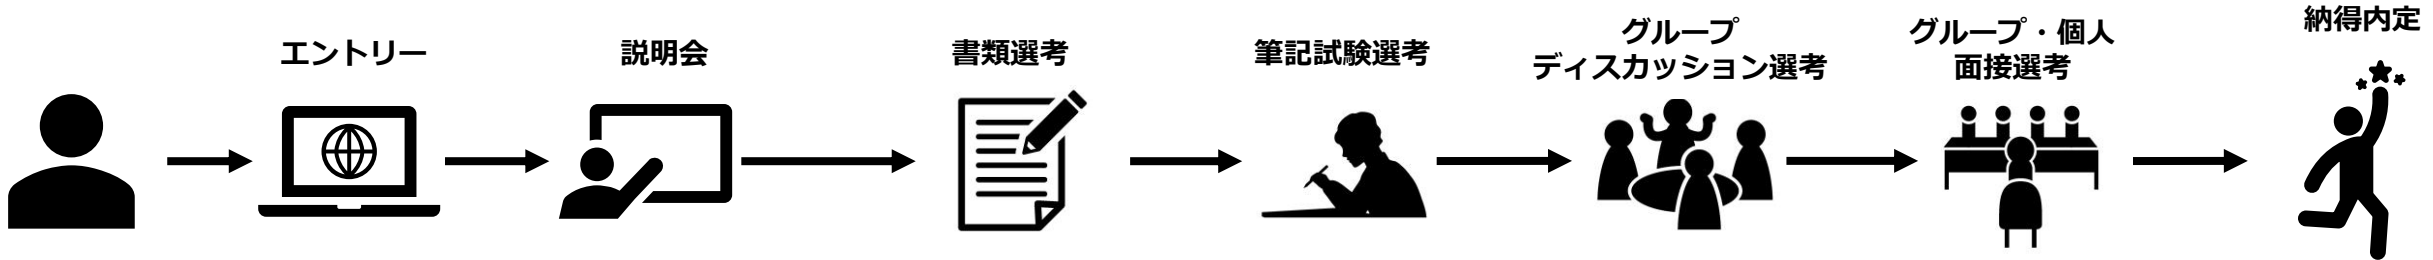 エントリー
説明会
書類選考
筆記試験選考
グループ
ディスカッション選考
グループ・個人
面接選考
納得内定